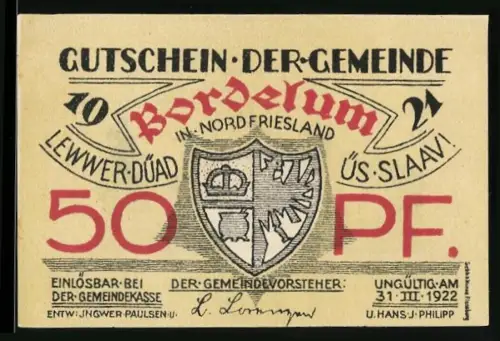 GUTSCHEIN·DER·GEMEINDE
19 21
Bordelum
IN·NORDFRIESLAND
LEWWER·DÜAD ÜS·SLAAV!
50 PF.
EINLÖSBAR·BEI DER·GEMEINDEVORSTEHER: UNGÜLTIG·AM
DER·GEMEINDEKASSE 31·III·1922
ENTW: JNGWER·PAULSEN·U· L. Lorenzen U. HANS·J·PHILIPP